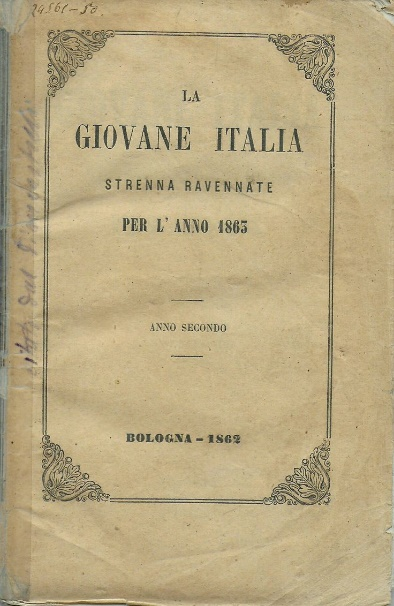 LA
GIOVANE ITALIA
STRENNA RAVENNATE
PER L'ANNO 1863
ANNO SECONDO
BOLOGNA – 1862